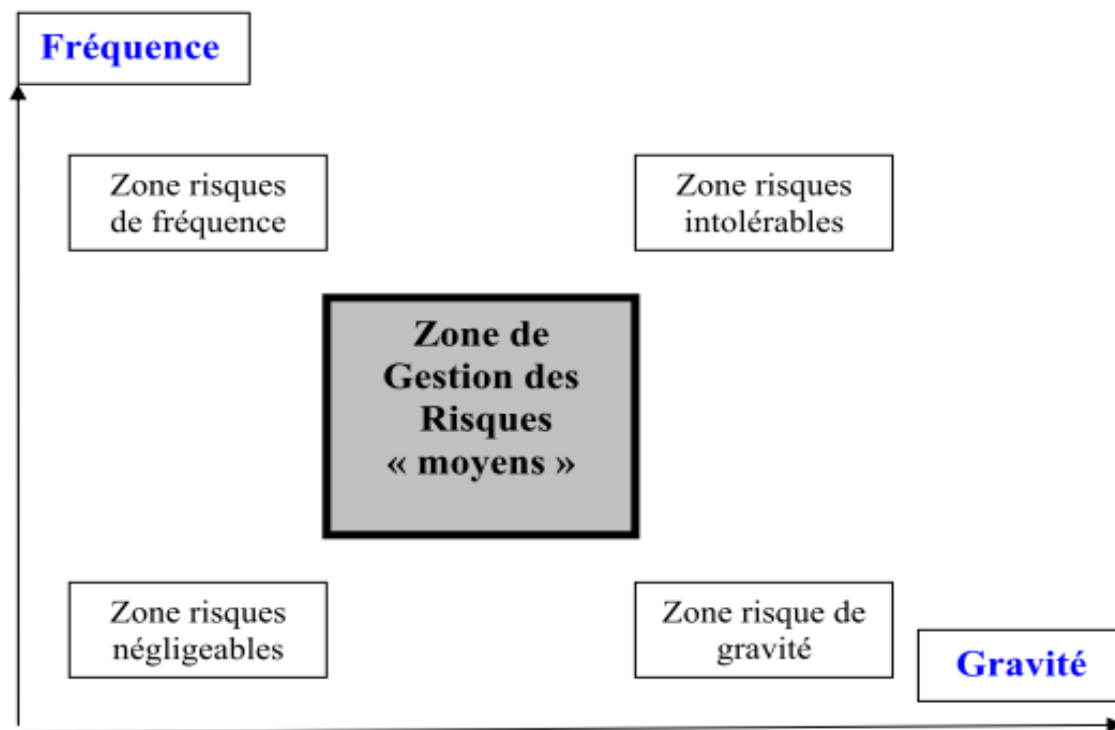 Fréquence
Zone risques
de fréquence
Zone risques
intolérables
Zone de
Gestion des
Risques
« moyens »
Zone risques
négligeables
Zone risque de
gravité
Gravité